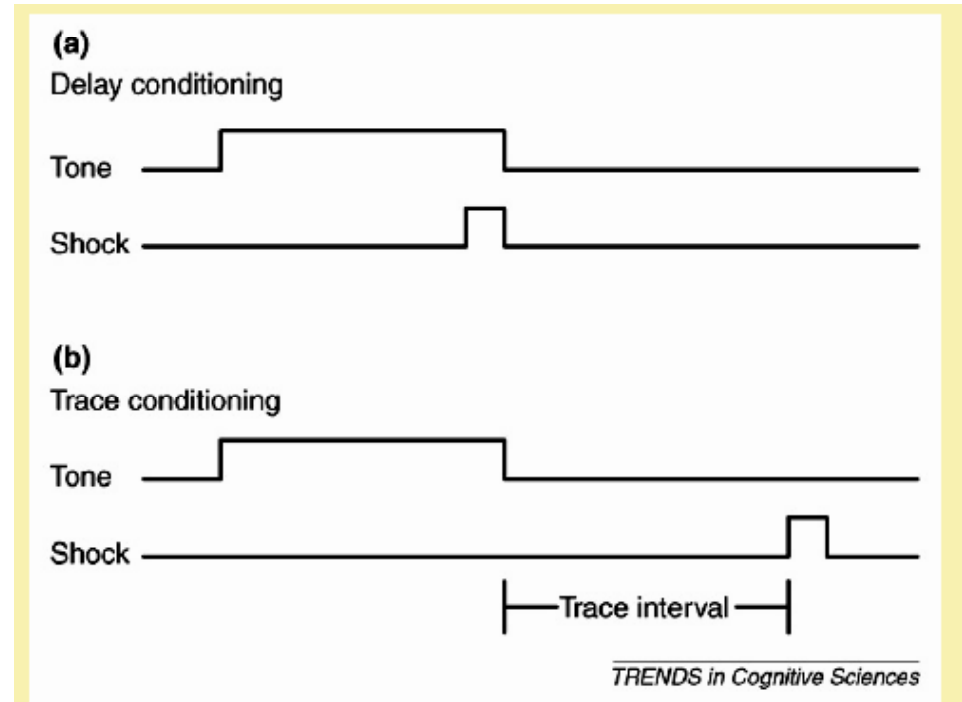 (a)
Delay conditioning
Tone
Shock
(b)
Trace conditioning
Tone
Shock
Trace interval
TRENDS in Cognitive Sciences